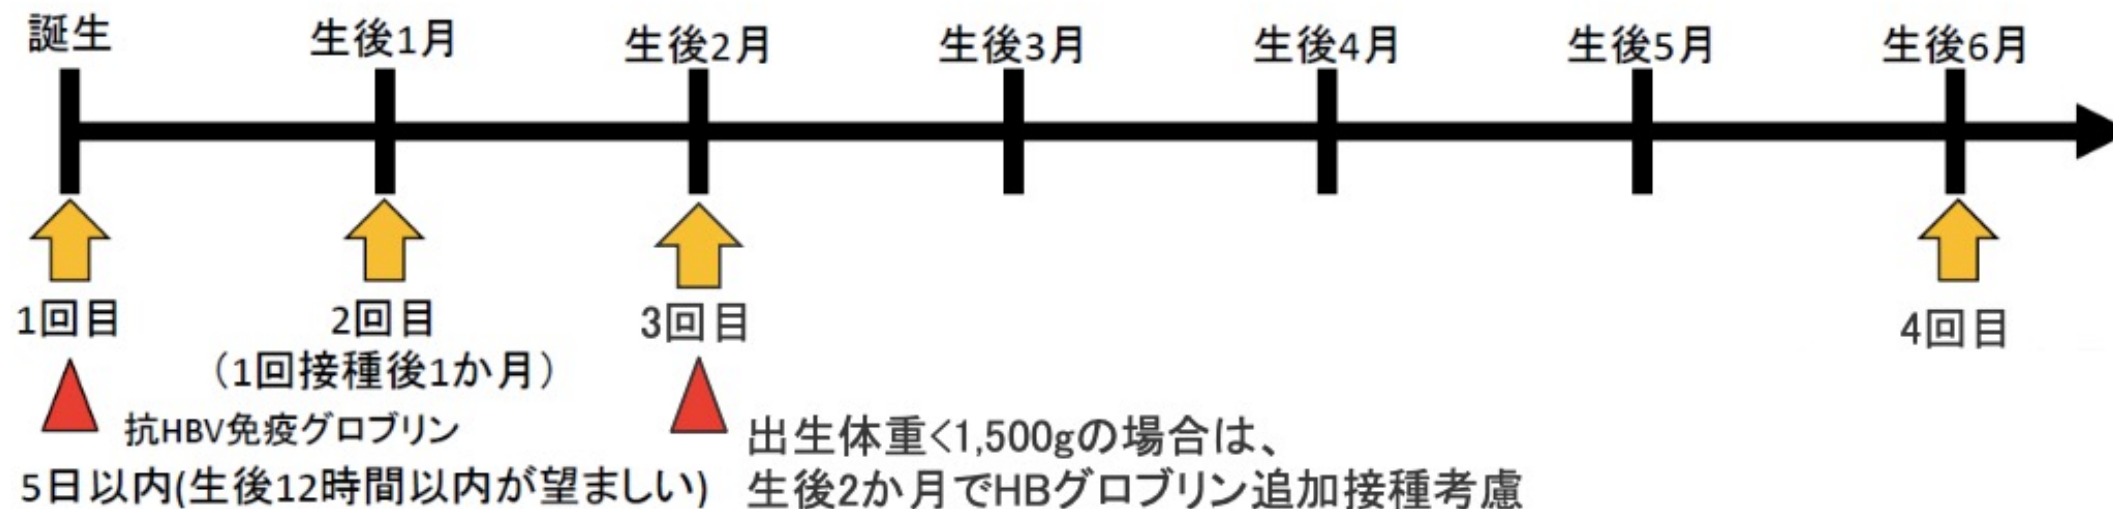 誕生
生後1月
生後2月
生後3月
生後4月
生後5月
生後6月
1回目
2回目
3回目
4回目
（1回接種後1か月）
抗HBV免疫グロブリン
5日以内(生後12時間以内が望ましい)
出生体重<1,500gの場合は、
生後2か月でHBグロブリン追加接種考慮